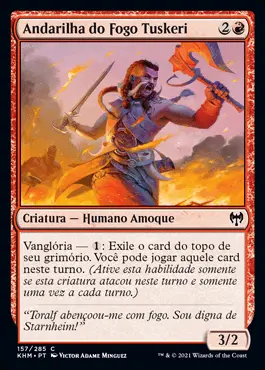 Andarilha do Fogo Tuskeri 2
Criatura — Humano Amoque
Vanglória — 1: Exile o card do topo de
seu grimório. Você pode jogar aquele card
neste turno. (Ative esta habilidade somente
se esta criatura atacou neste turno e somente
uma vez a cada turno.)
“Toralf abençoou-me com fogo. Sou digna de
Starnheim!”
3/2
157/285 C
KHM • PT Victor Adame Minguez
™ & © 2021 Wizards of the Coast